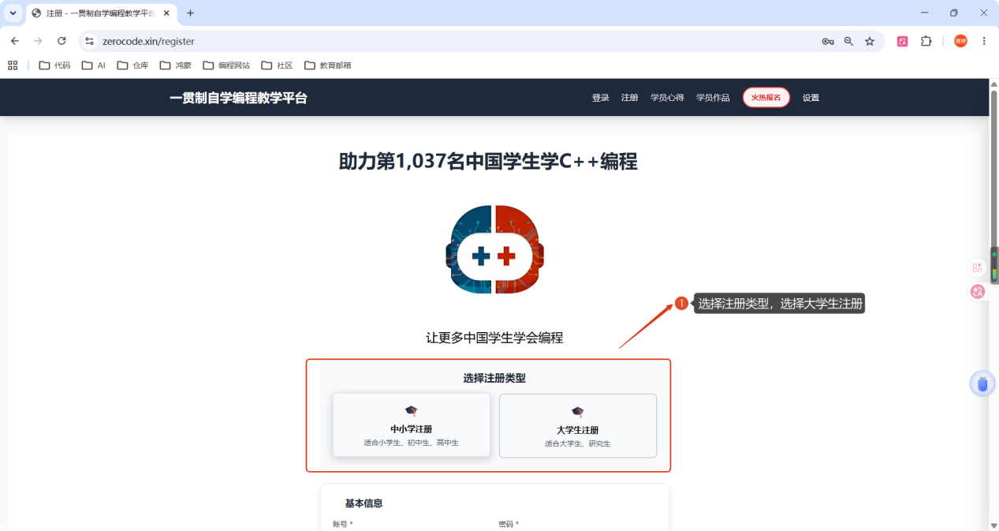 注册 - 一贯制自学编程教学平台
zerocode.xin/register
代码 AI 仓库 鸿蒙 编程网站 社区 教育邮箱
一贯制自学编程教学平台 登录 注册 学员心得 学员作品 火热报名 设置
助力第1,037名中国学生学C++编程
1 选择注册类型，选择大学生注册
让更多中国学生学会编程
选择注册类型
中小学注册
适合小学生、初中生、高中生
大学生注册
适合大学生、研究生
基本信息
账号 * 密码 *